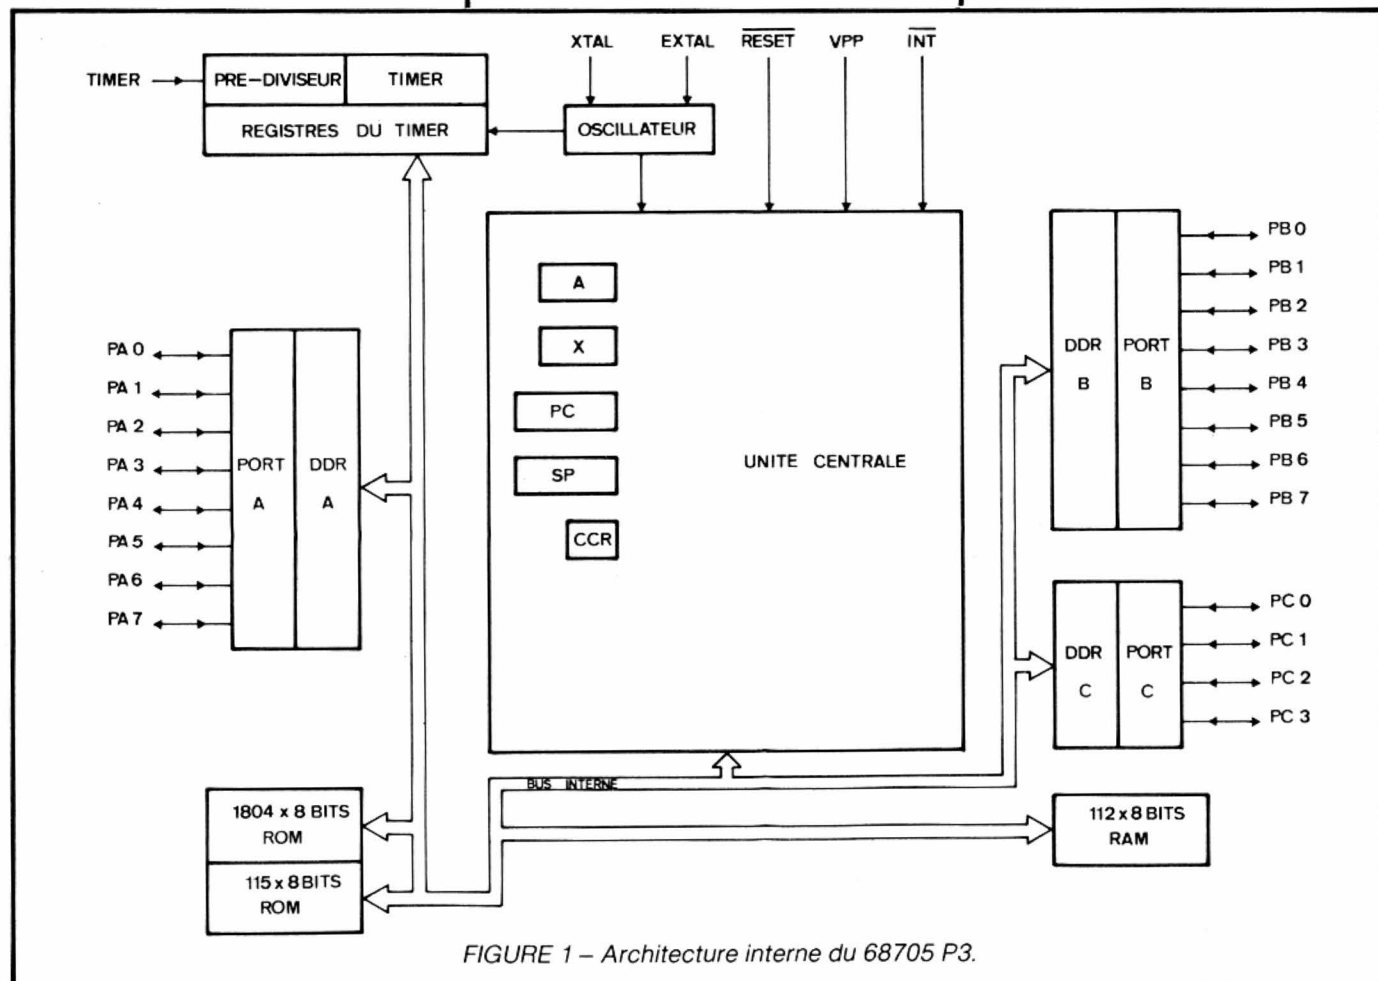 XTAL EXTAL RESET VPP INT
TIMER PRE-DIVISEUR TIMER
REGISTRES DU TIMER
OSCILLATEUR
A
X
PC
SP
CCR
UNITE CENTRALE
PA 0
PA 1
PA 2
PA 3
PA 4
PA 5
PA 6
PA 7
PORT A
DDR A
DDR B
PORT B
PB 0
PB 1
PB 2
PB 3
PB 4
PB 5
PB 6
PB 7
DDR C
PORT C
PC 0
PC 1
PC 2
PC 3
BUS INTERNE
1804 x 8 BITS
ROM
115 x 8 BITS
ROM
112 x 8 BITS
RAM
FIGURE 1 – Architecture interne du 68705 P3.